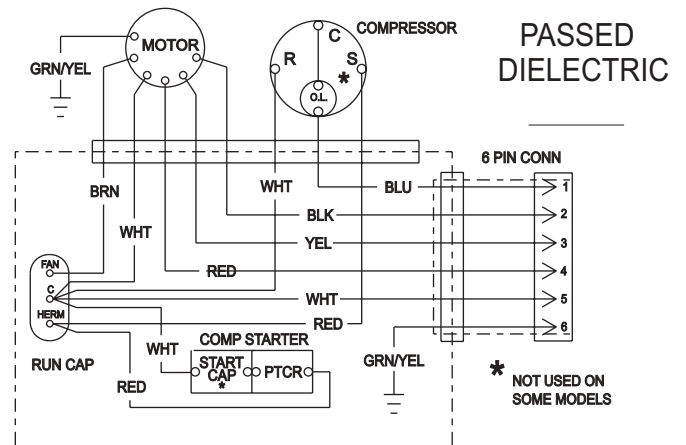 COMPRESSOR
PASSED
DIELECTRIC
MOTOR
GRN/YEL
R
C
S
*
O.L.
6 PIN CONN
BRN
WHT
WHT
BLU
1
BLK
2
YEL
3
RED
4
WHT
5
RED
6
FAN
C
HERM
RUN CAP
WHT
RED
COMP STARTER
START
CAP
*
PTCR
GRN/YEL
* NOT USED ON
SOME MODELS